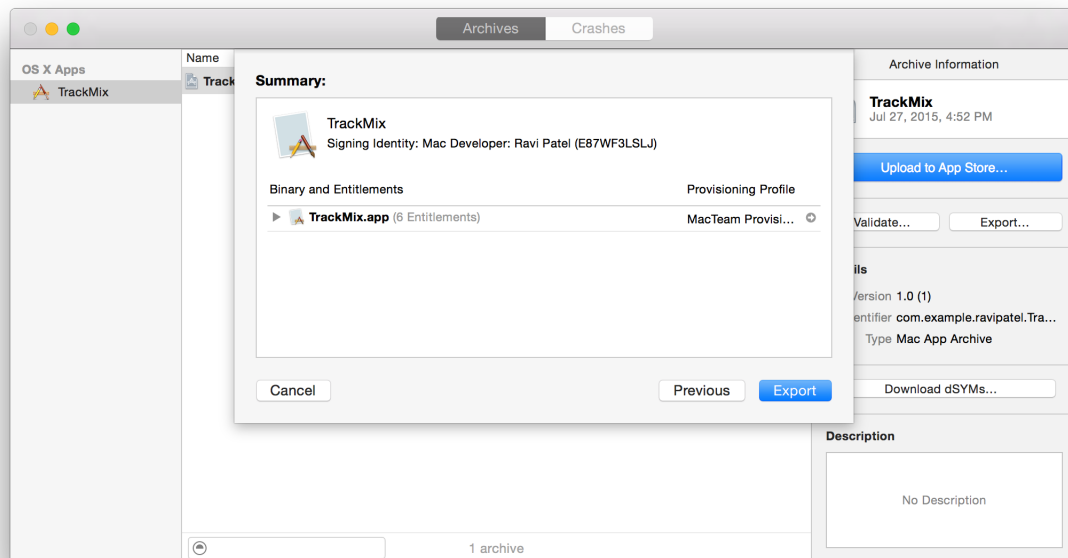 Archives
Crashes
OS X Apps
TrackMix
Name
Track
Summary:
TrackMix
Signing Identity: Mac Developer: Ravi Patel (E87WF3LSLJ)
Binary and Entitlements
Provisioning Profile
TrackMix.app (6 Entitlements)
MacTeam Provisi...
Cancel
Previous
Export
1 archive
Archive Information
TrackMix
Jul 27, 2015, 4:52 PM
Upload to App Store...
Validate...
Export...
ils
Version 1.0 (1)
entifier com.example.ravipatel.Tra...
Type Mac App Archive
Download dSYMs...
Description
No Description